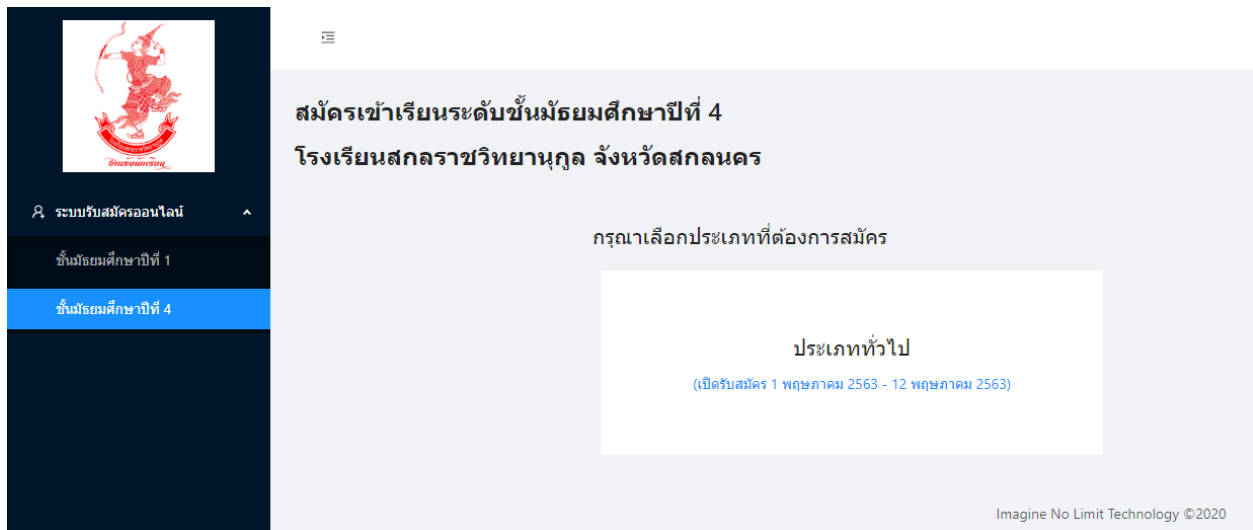 สมัครเข้าเรียนระดับชั้นมัธยมศึกษาปีที่ 4
โรงเรียนสกลราชวิทยานุกูล จังหวัดสกลนคร
ระบบรับสมัครออนไลน์
ชั้นมัธยมศึกษาปีที่ 1
ชั้นมัธยมศึกษาปีที่ 4
กรุณาเลือกประเภทที่ต้องการสมัคร
ประเภททั่วไป
(เปิดรับสมัคร 1 พฤษภาคม 2563 - 12 พฤษภาคม 2563)
Imagine No Limit Technology ©2020